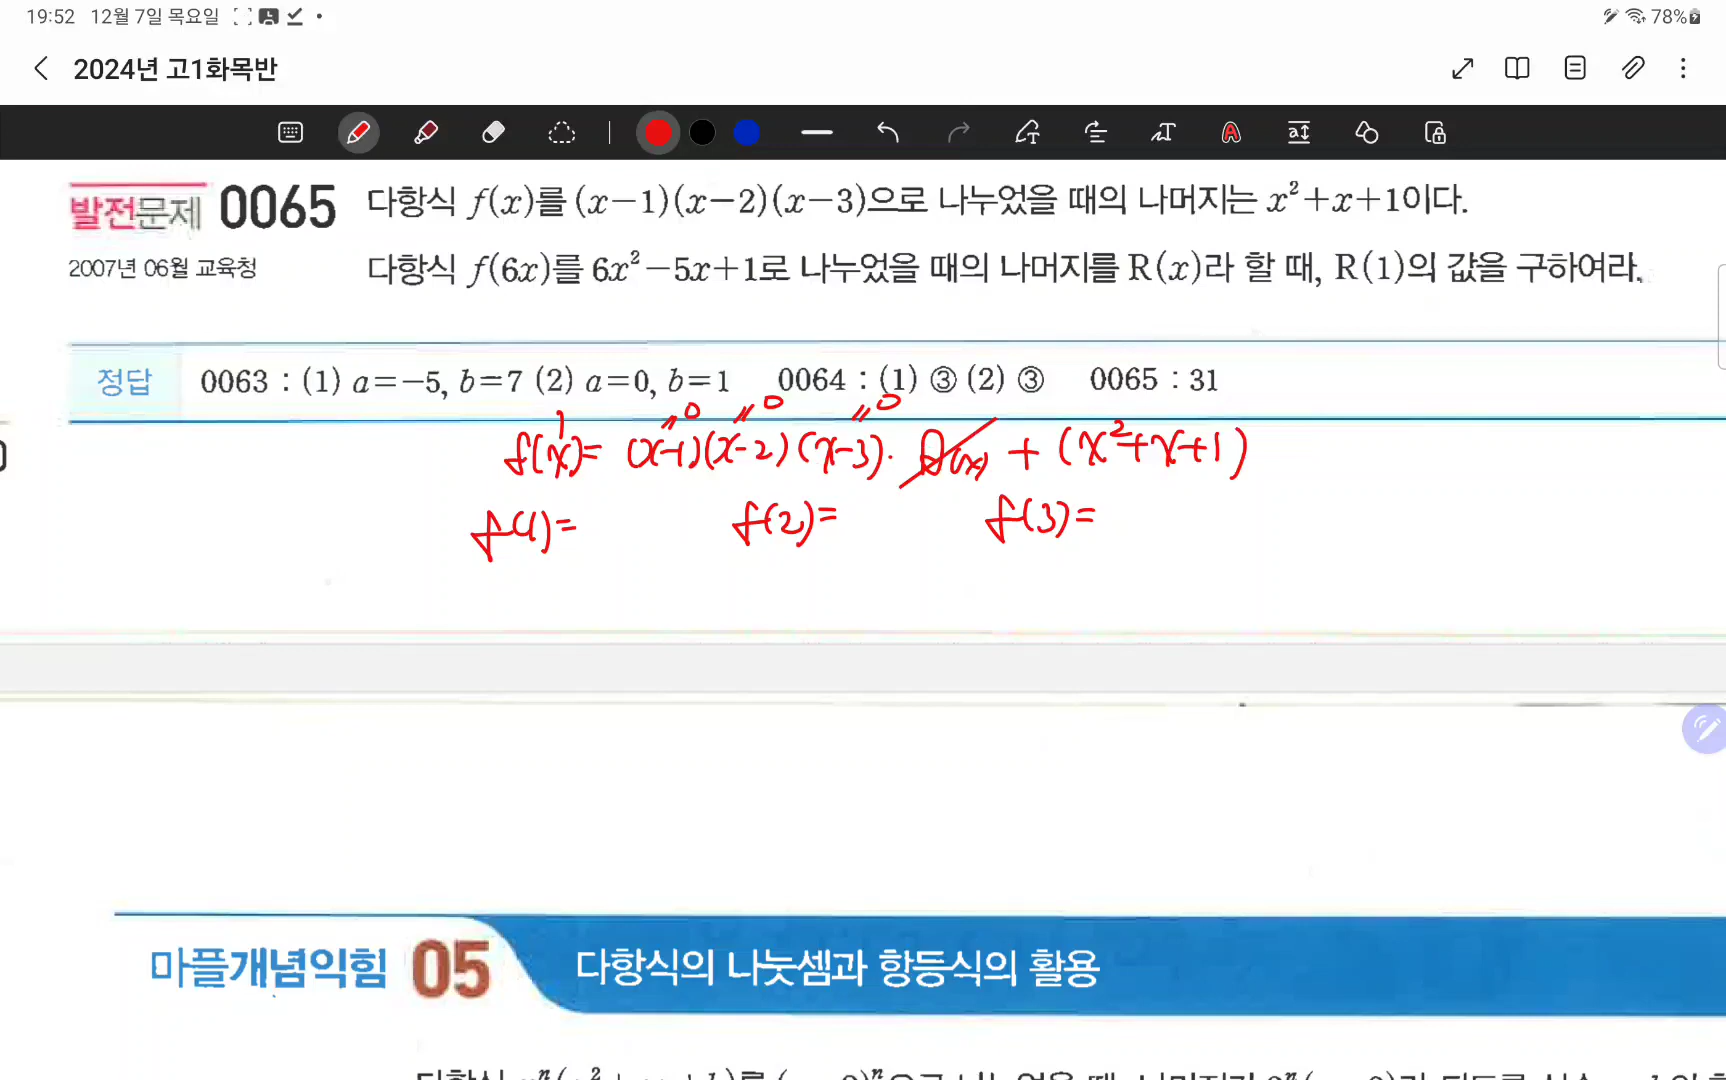 19:52 12월 7일 목요일 78%
2024년 고1화목반
발전문제 0065 다항식 f(x)를 (x-1)(x-2)(x-3)으로 나누었을 때의 나머지는 x²+x+1이다.
2007년 06월 교육청 다항식 f(6x)를 6x²-5x+1로 나누었을 때의 나머지를 R(x)라 할 때, R(1)의 값을 구하여라.
정답 0063 : (1) a=-5, b=7 (2) a=0, b=1 0064 : (1) ③ (2) ③ 0065 : 31
1 〃0 〃0 〃0
f(x)= (x-1)(x-2)(x-3)· Q(x) + (x²+x+1)
f(1)= f(2)= f(3)=
마플개념익힘 05 다항식의 나눗셈과 항등식의 활용